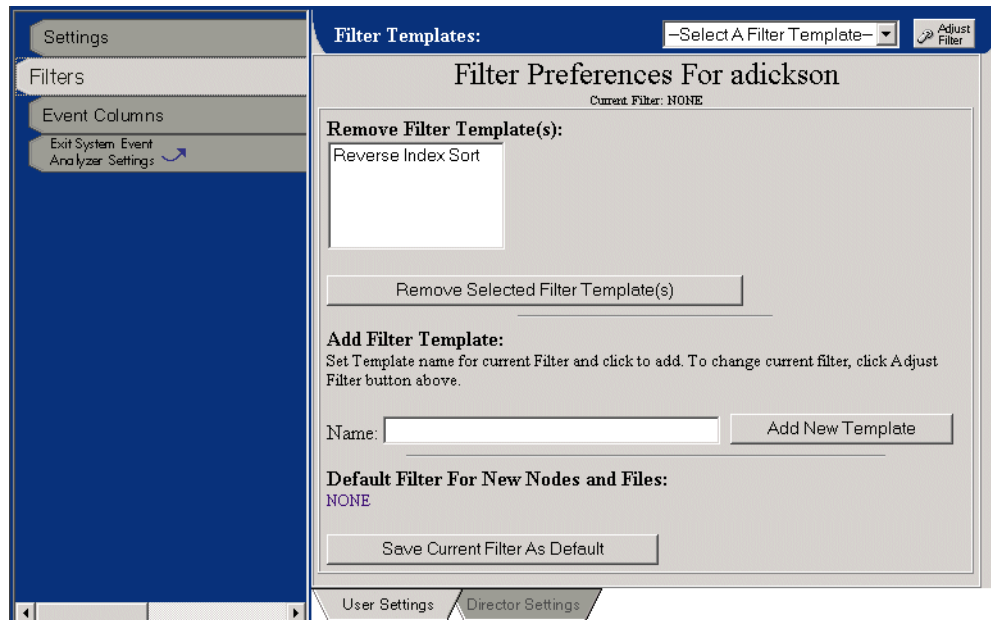 Settings
Filters
Event Columns
Exit System Event
Analyzer Settings
Filter Templates:
–Select A Filter Template–
Adjust
Filter
Filter Preferences For adickson
Current Filter: NONE
Remove Filter Template(s):
Reverse Index Sort
Remove Selected Filter Template(s)
Add Filter Template:
Set Template name for current Filter and click to add. To change current filter, click Adjust
Filter button above.
Name:
Add New Template
Default Filter For New Nodes and Files:
NONE
Save Current Filter As Default
User Settings
Director Settings